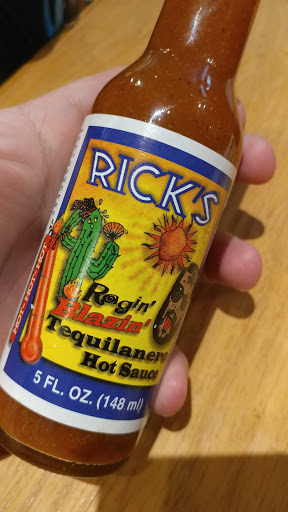 RICK'S
Ragin'
Blazin'
Tequilanero
Hot Sauce
5 FL. OZ. (148 ml)